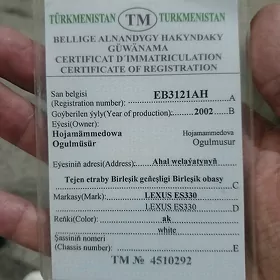 TÜRKMENISTAN TM TURKMENISTAN
BELLIGE ALNANDYGY HAKYNDAKY
GÜWÄNAMA
CERTIFICAT D'IMMATRICULATION
CERTIFICATE OF REGISTRATION
San belgisi
(Registration number): EB3121AH A
Goýberilen ýyly(Year of production): 2002 B
Eýesi(Owner):
Hojamämmedowa Hojamammedowa
Ogulmüsür Ogulmusur
Eýesiniň adresi(Address): Ahal welaýatynyň
Tejen etraby Birleşik geňeşligi Birleşik obasy
C
Markasy(Mark): LEXUS ES330
LEXUS ES330 D
Reňki(Color): ak
white
Şassiniň nomeri
(Chassis number): E
TM № 4510292